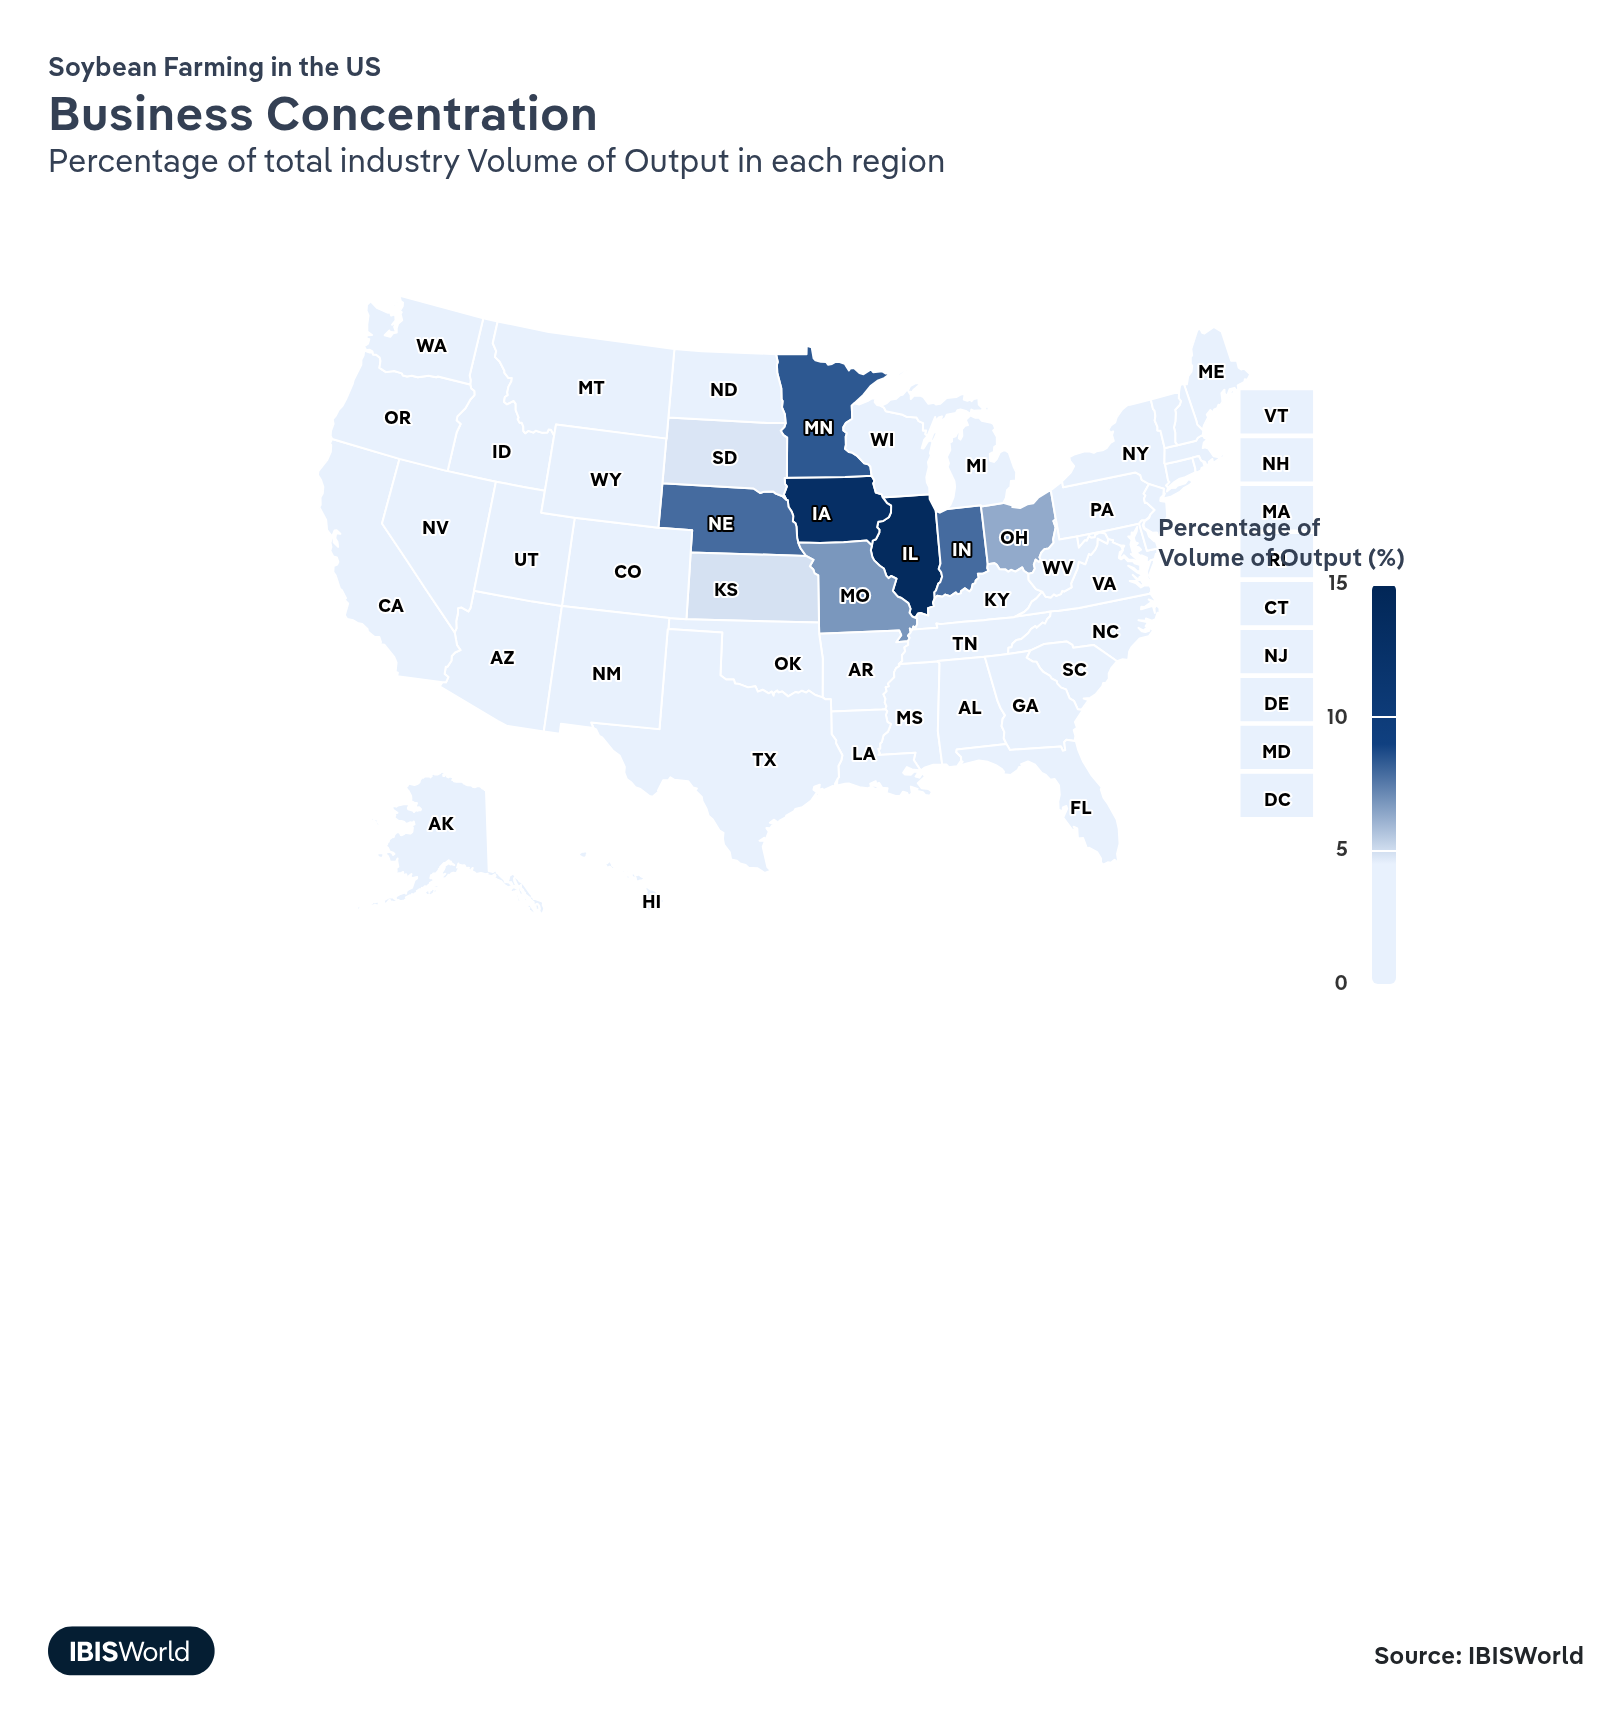 Soybean Farming in the US
Business Concentration
Percentage of total industry Volume of Output in each region
WA
MT
ND
MN
ME
OR
ID
SD
WI
MI
NY
VT
WY
NH
NV
NE
IA
IL
IN
OH
PA
MA
Percentage of
Volume of Output (%)
UT
CO
KS
MO
WV
VA
RI
15
CA
KY
CT
AZ
NM
OK
AR
TN
NC
SC
NJ
MS
AL
GA
DE
10
TX
LA
MD
FL
DC
AK
5
HI
0
IBISWorld
Source: IBISWorld